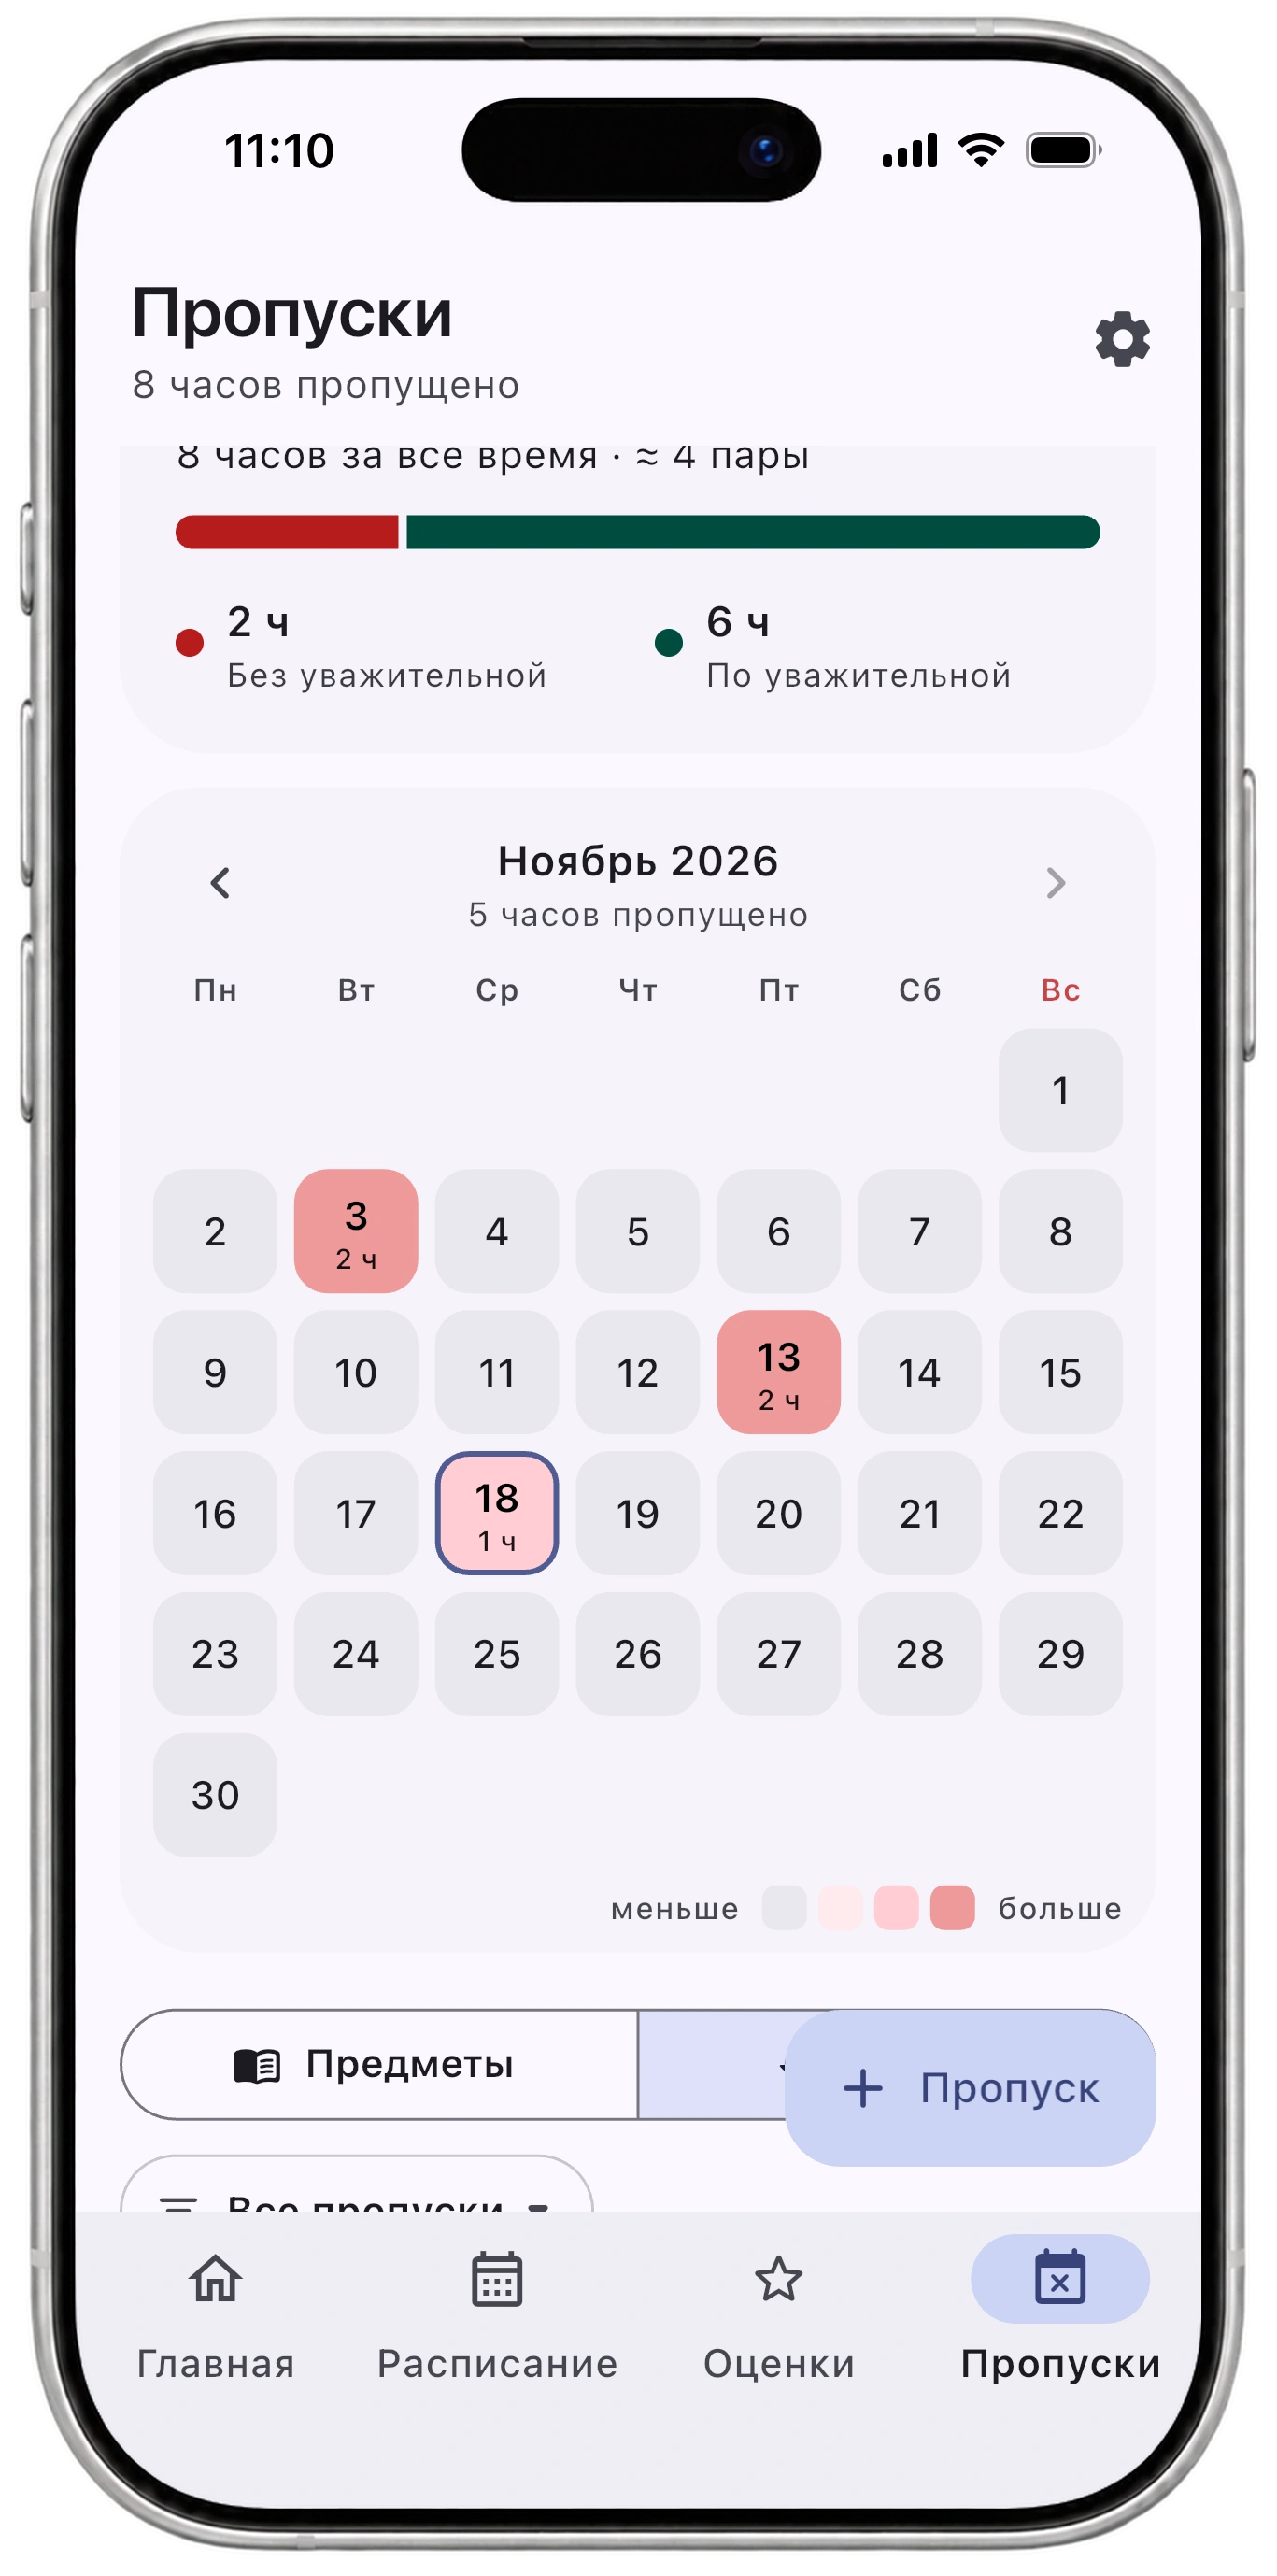 11:10
Пропуски
8 часов пропущено
8 часов за все время · ≈ 4 пары
2 ч
Без уважительной
6 ч
По уважительной
Ноябрь 2026
5 часов пропущено
Пн Вт Ср Чт Пт Сб Вс
1
2 3 4 5 6 7 8
2 ч
9 10 11 12 13 14 15
2 ч
16 17 18 19 20 21 22
1 ч
23 24 25 26 27 28 29
30
меньше больше
Предметы
+ Пропуск
Все пропуски
Главная Расписание Оценки Пропуски